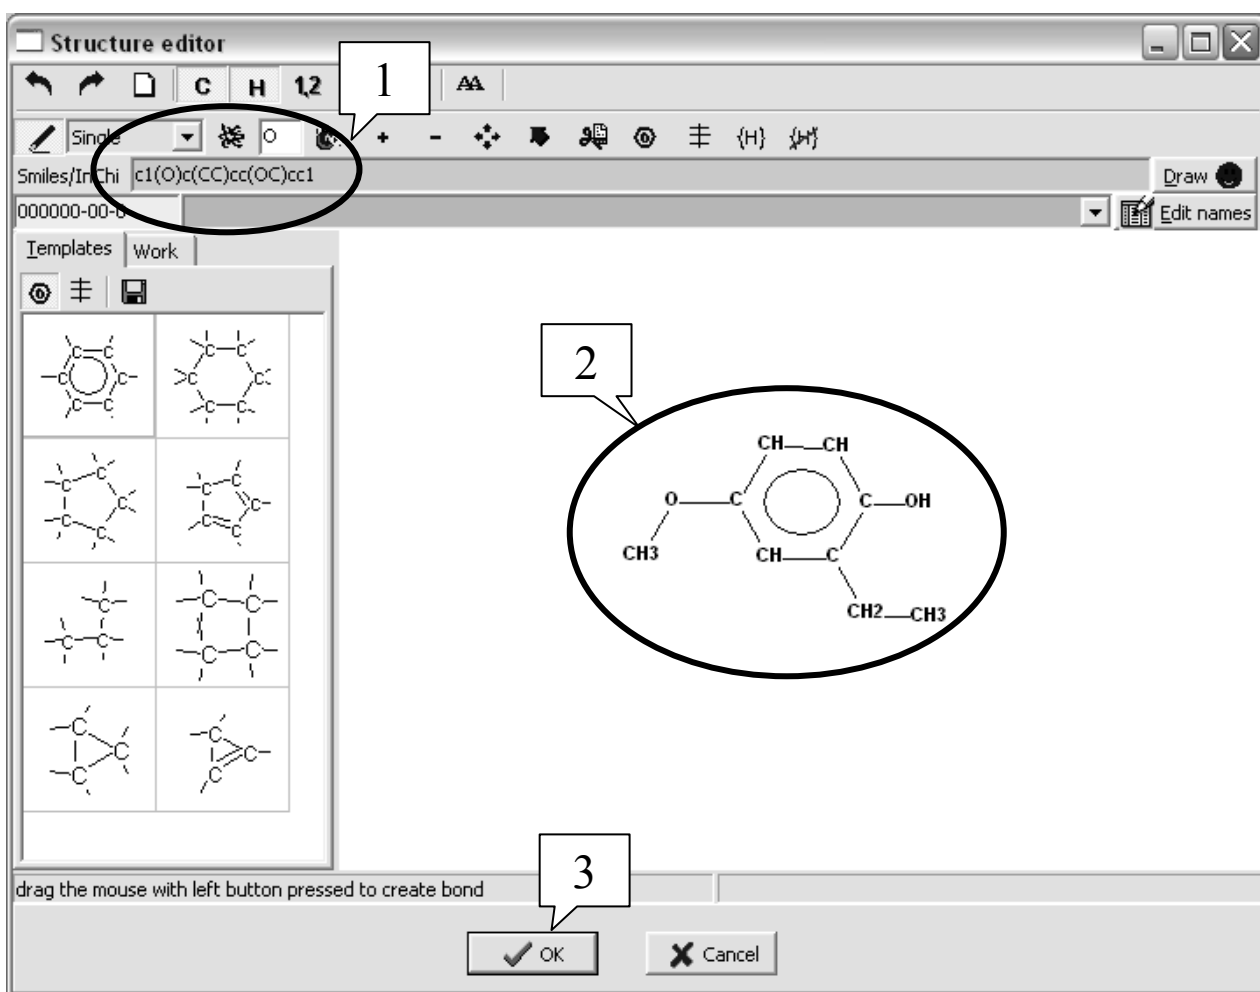 Structure editor
1
C H 1,2 AA
Single O + - {H} {H}
Smiles/InChi c1(O)c(CC)cc(OC)cc1 Draw
000000-00-0 Edit names
Templates Work
C C C C C C
C C C C C C
2
CH CH
O C C OH
CH3 CH C
CH2 CH3
C C C C C
C C C C C
C C C C
C C C C
C C C
C C C
3
drag the mouse with left button pressed to create bond
OK Cancel